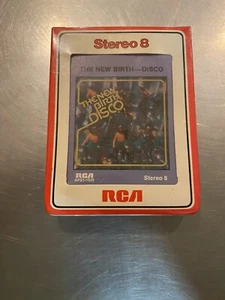 Stereo 8
THE NEW BIRTH—DISCO
THE NEW
BIRTH
DISCO
RCA
Stereo 8
RCA